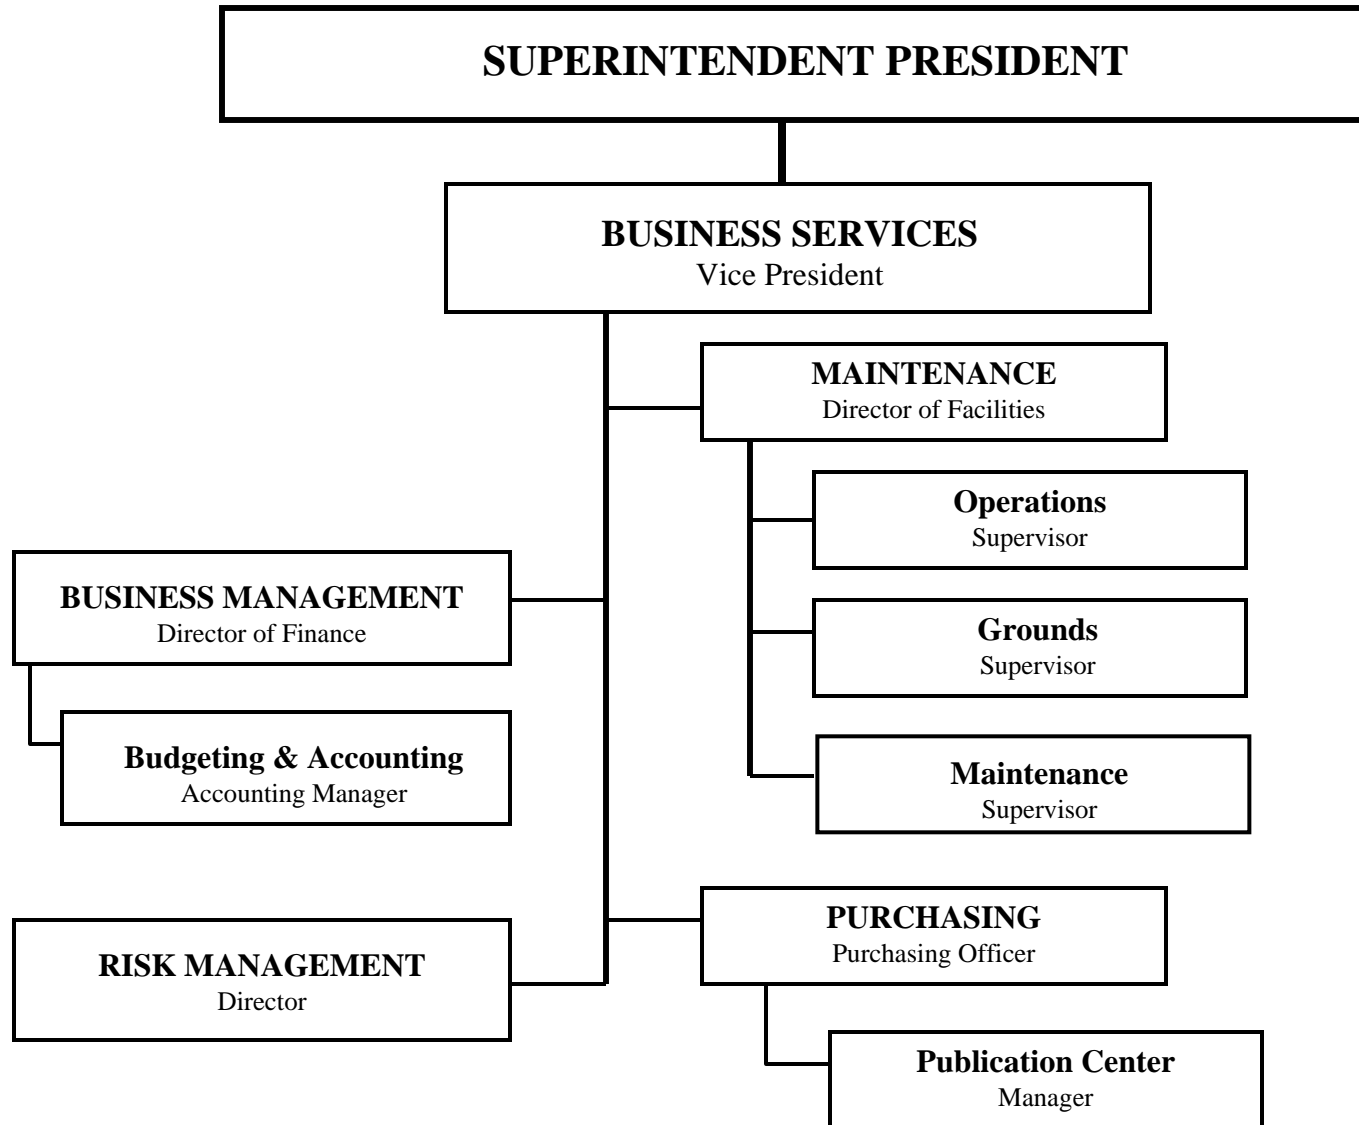 SUPERINTENDENT PRESIDENT
BUSINESS SERVICES
Vice President
MAINTENANCE
Director of Facilities
Operations
Supervisor
Grounds
Supervisor
Maintenance
Supervisor
BUSINESS MANAGEMENT
Director of Finance
Budgeting & Accounting
Accounting Manager
PURCHASING
Purchasing Officer
Publication Center
Manager
RISK MANAGEMENT
Director